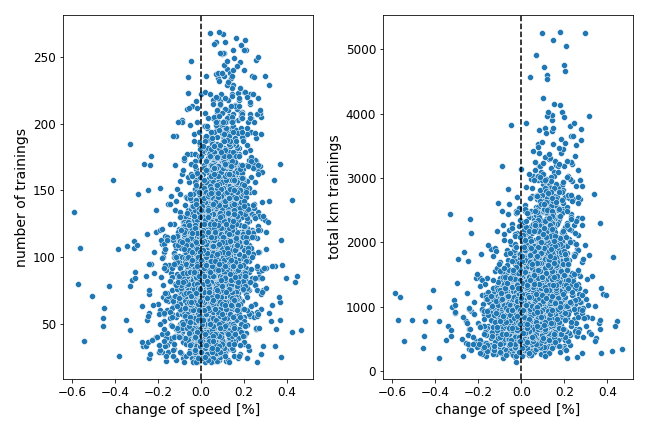 250
200
150
100
50
number of trainings
−0.6 −0.4 −0.2 0.0 0.2 0.4
change of speed [%]
5000
4000
3000
2000
1000
0
total km trainings
−0.6 −0.4 −0.2 0.0 0.2 0.4
change of speed [%]